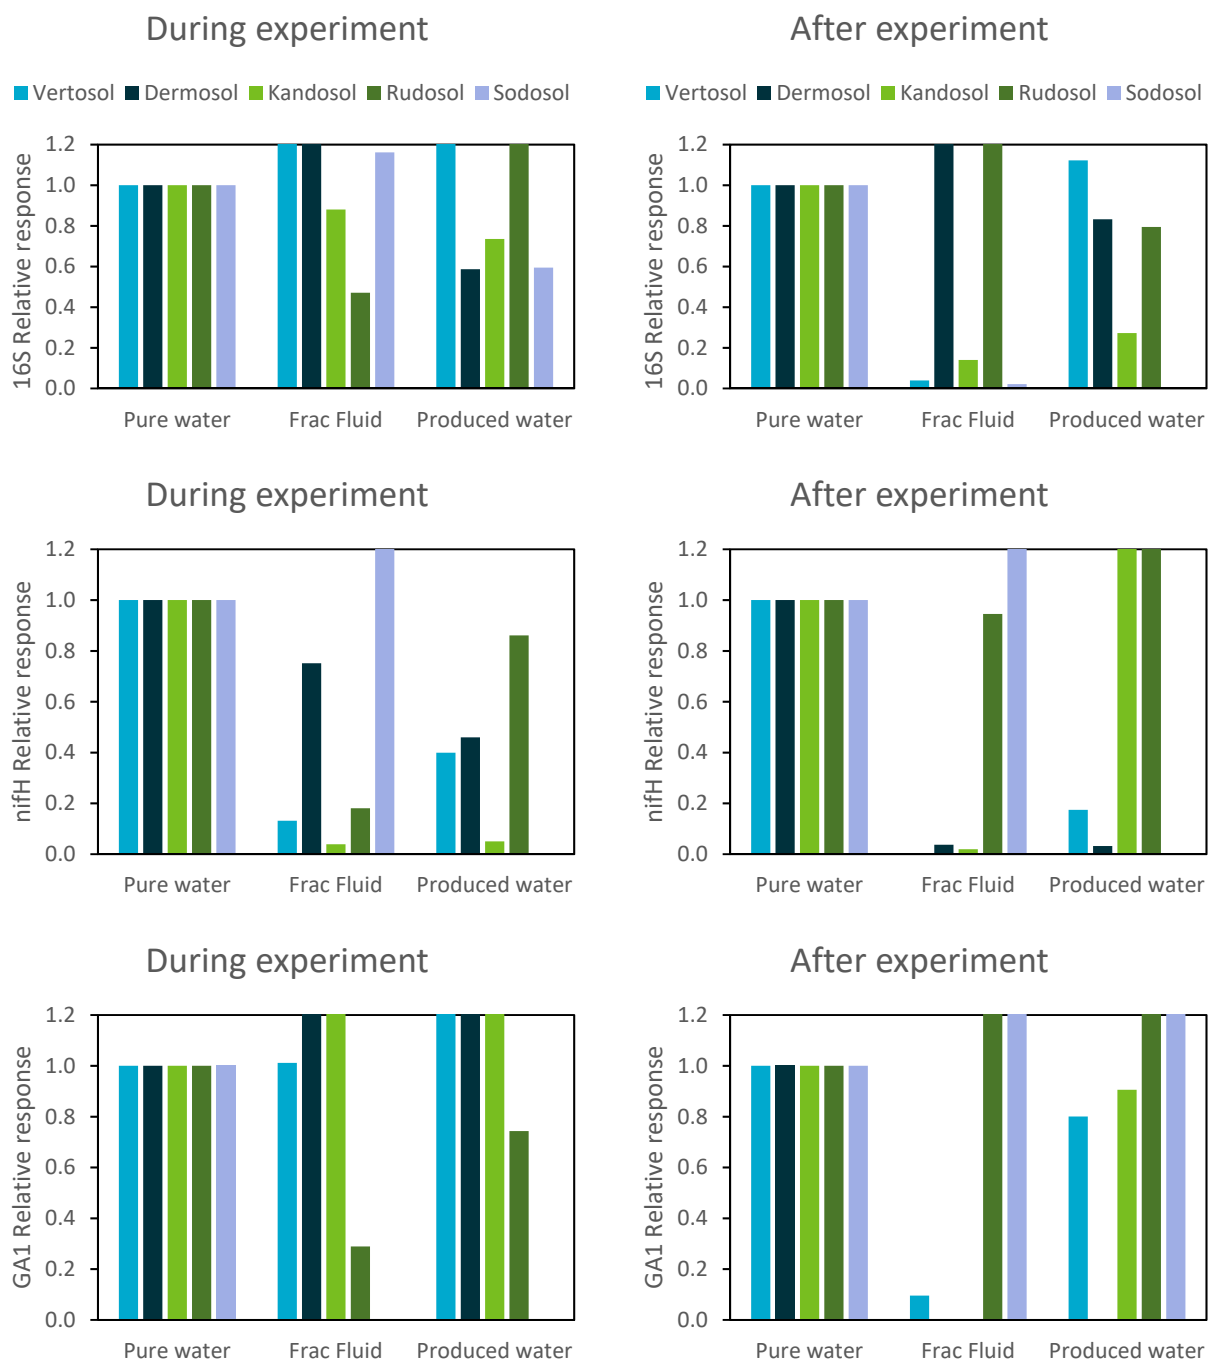 During experiment
After experiment
Vertosol Dermosol Kandosol Rudosol Sodosol
Vertosol Dermosol Kandosol Rudosol Sodosol
16S Relative response
1.2
1.0
0.8
0.6
0.4
0.2
0.0
Pure water Frac Fluid Produced water
16S Relative response
1.2
1.0
0.8
0.6
0.4
0.2
0.0
Pure water Frac Fluid Produced water
During experiment
After experiment
nifH Relative response
1.2
1.0
0.8
0.6
0.4
0.2
0.0
Pure water Frac Fluid Produced water
nifH Relative response
1.2
1.0
0.8
0.6
0.4
0.2
0.0
Pure water Frac Fluid Produced water
During experiment
After experiment
GA1 Relative response
1.2
1.0
0.8
0.6
0.4
0.2
0.0
Pure water Frac Fluid Produced water
GA1 Relative response
1.2
1.0
0.8
0.6
0.4
0.2
0.0
Pure water Frac Fluid Produced water